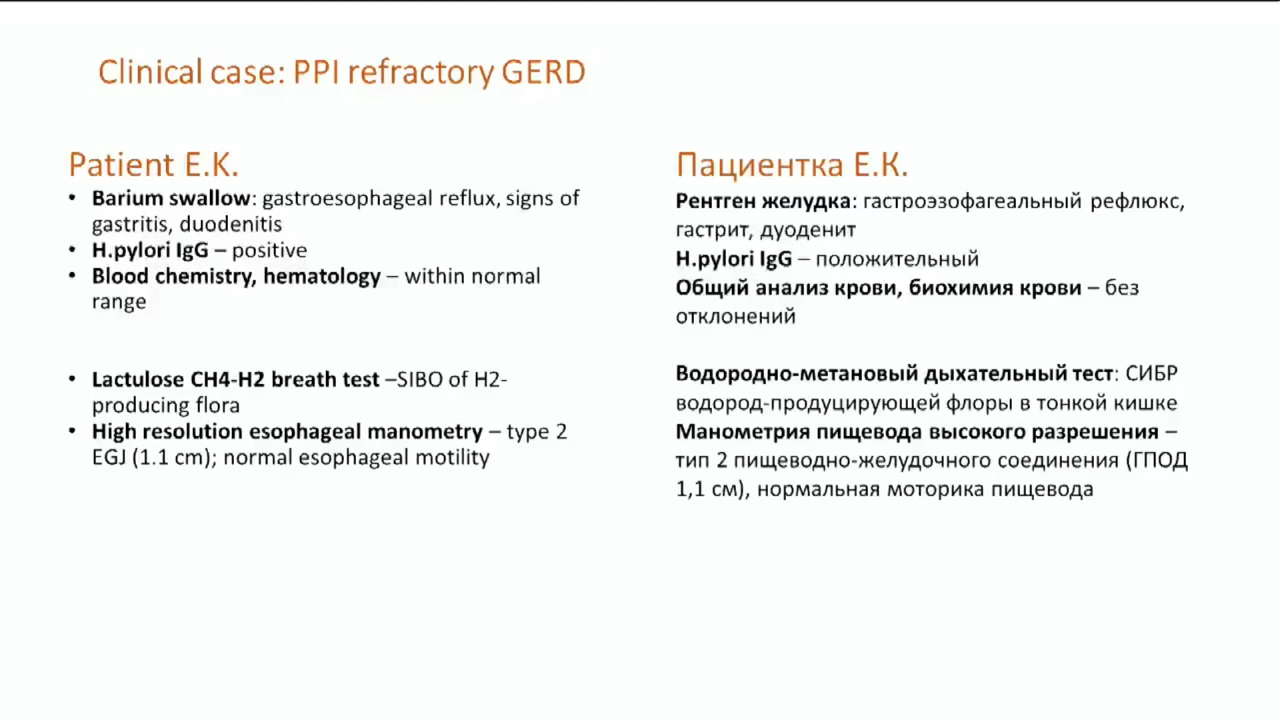 Clinical case: PPI refractory GERD
Patient E.K.
• Barium swallow: gastroesophageal reflux, signs of
gastritis, duodenitis
• H.pylori IgG – positive
• Blood chemistry, hematology – within normal
range
• Lactulose CH4-H2 breath test –SIBO of H2-
producing flora
• High resolution esophageal manometry – type 2
EGJ (1.1 cm); normal esophageal motility
Пациентка Е.К.
Рентген желудка: гастроэзофагеальный рефлюкс,
гастрит, дуоденит
H.pylori IgG – положительный
Общий анализ крови, биохимия крови – без
отклонений
Водородно-метановый дыхательный тест: СИБР
водород-продуцирующей флоры в тонкой кишке
Манометрия пищевода высокого разрешения –
тип 2 пищеводно-желудочного соединения (ГПОД
1,1 см), нормальная моторика пищевода